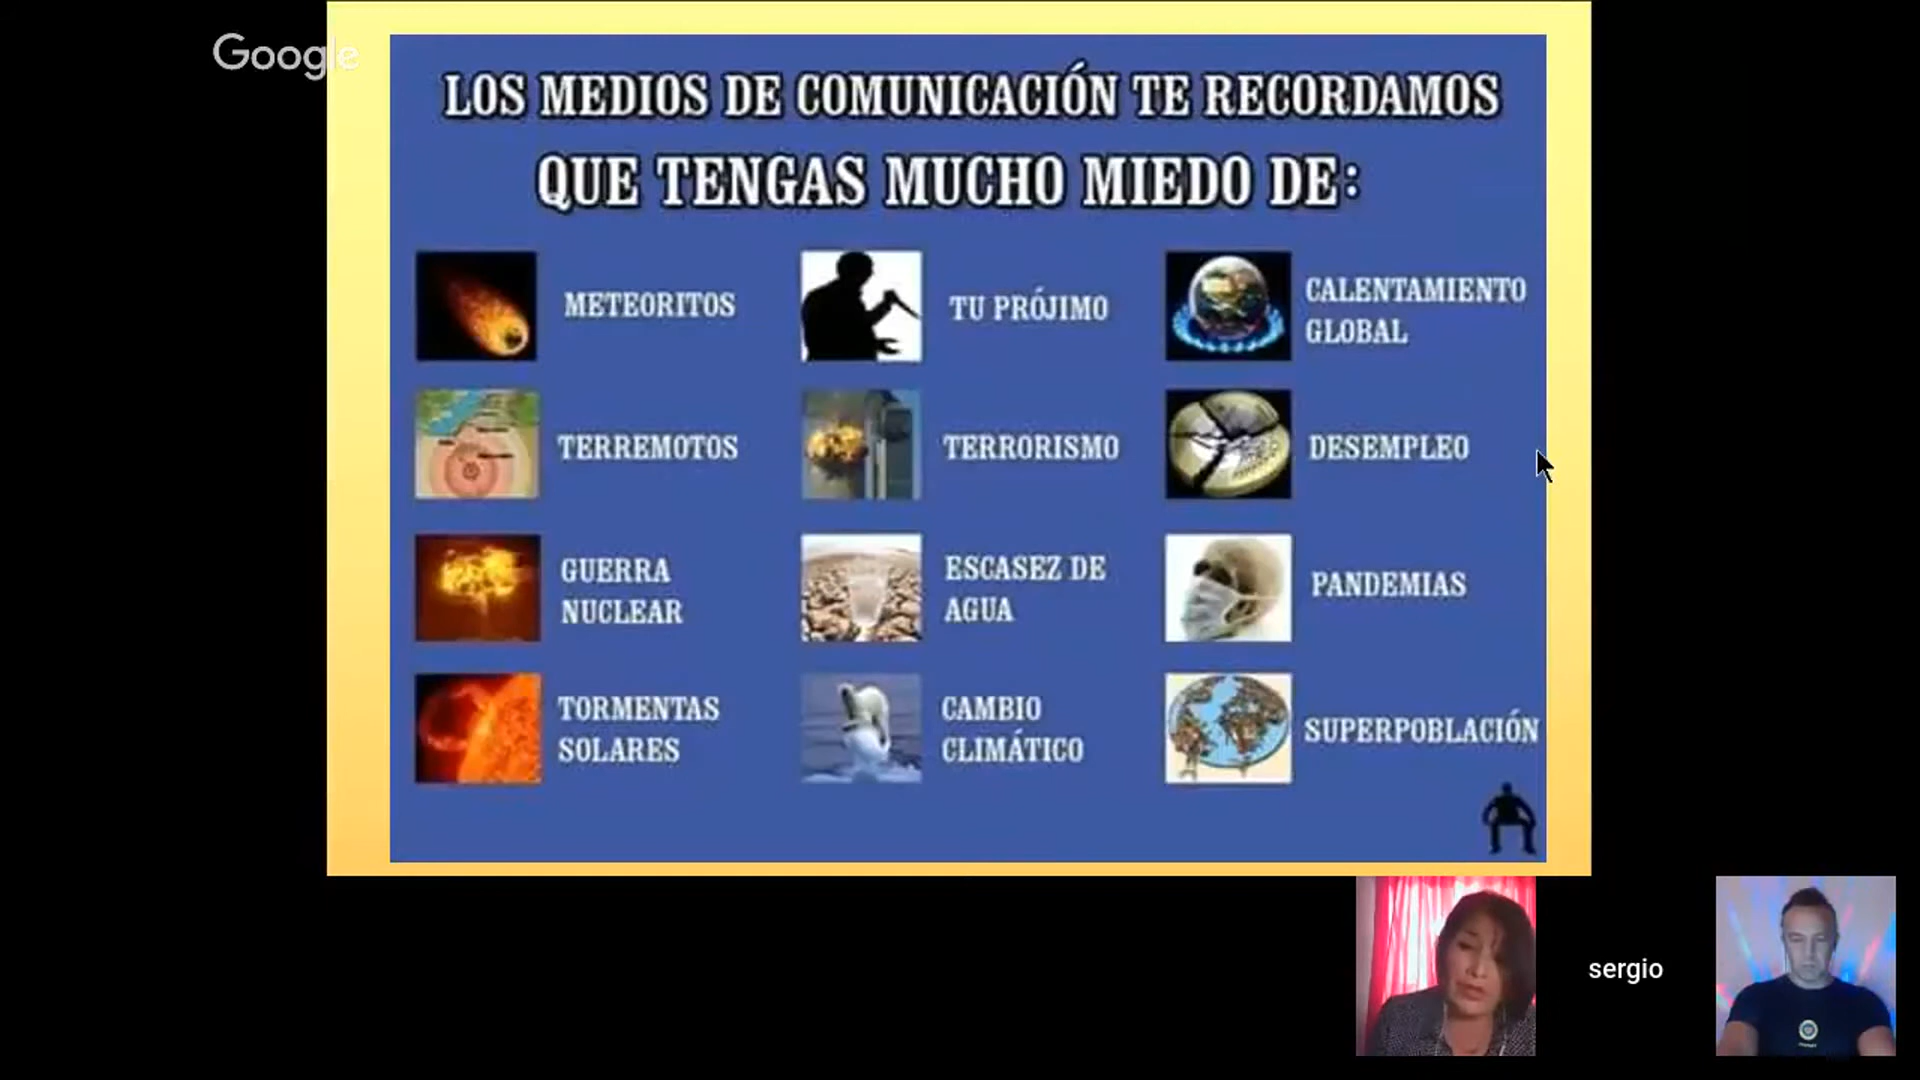 Google
LOS MEDIOS DE COMUNICACIÓN TE RECORDAMOS
QUE TENGAS MUCHO MIEDO DE:
METEORITOS
TU PRÓJIMO
CALENTAMIENTO
GLOBAL
TERREMOTOS
TERRORISMO
DESEMPLEO
GUERRA
NUCLEAR
ESCASEZ DE
AGUA
PANDEMIAS
TORMENTAS
SOLARES
CAMBIO
CLIMÁTICO
SUPERPOBLACIÓN
sergio